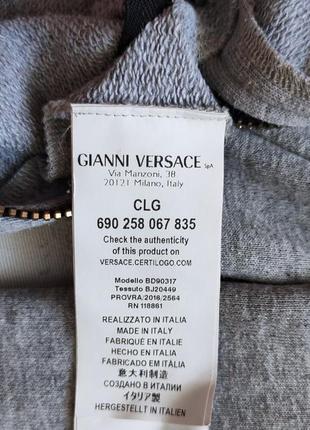 GIANNI VERSACE SpA
Via Manzoni, 38
20121 Milano, Italy
CLG
690 258 067 835
Check the authenticity
of this product on
VERSACE.CERTILOGO.COM
Modello BD90317
Tessuto BJ20449
PROVRA/2016/2564
RN 118861
REALIZZATO IN ITALIA
MADE IN ITALY
FABRIQUÉ EN ITALIE
HECHO EN ITALIA
FABRICADO EM ITÁLIA
意大利制造
СОЗДАНО В ИТАЛИИ
イタリア製
HERGESTELLT IN ITALIEN